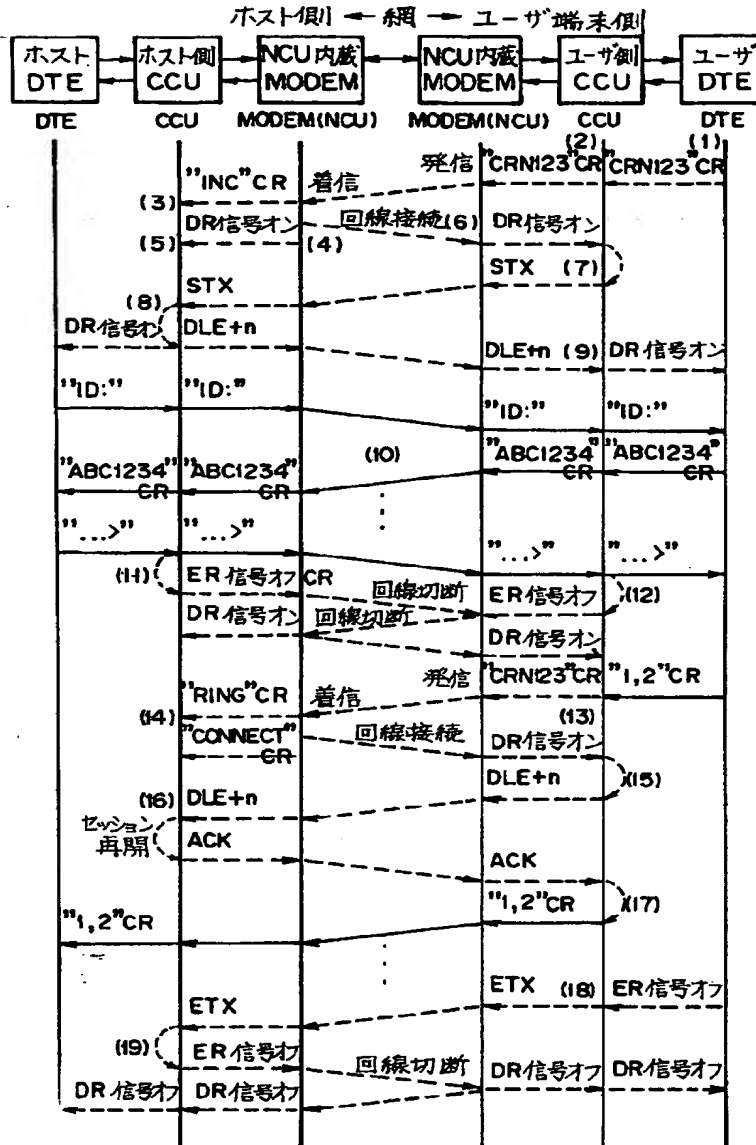 ホスト側 ← 網 → ユーザ端末側
ホスト DTE
ホスト側 CCU
NCU内蔵 MODEM
NCU内蔵 MODEM
ユーザ側 CCU
ユーザ DTE
DTE CCU MODEM(NCU) MODEM(NCU) CCU DTE
(2) (1)
"INC"CR 着信 発信 "CRN123"CR "CRN123"CR
(3)
DR信号オン 回線接続(6) DR信号オン
(5) (4)
STX (7)
(8) STX
DR信号オン DLE+n
DLE+n (9) DR信号オン
"ID:" "ID:"
"ID:" "ID:"
"ABC1234" CR "ABC1234" CR (10) "ABC1234" CR "ABC1234" CR
"...>" "...>"
"...>" "...>"
(11) ER信号オフ CR 回線切断 ER信号オフ (12)
DR信号オン 回線切断
DR信号オン
"RING"CR 着信 発信 "CRN123"CR "1,2"CR
(14) (13)
"CONNECT" CR 回線接続 DR信号オン
DLE+n (15)
(16) DLE+n
セッション再開 ACK
ACK
"1,2"CR (17)
"1,2"CR
ETX (18) ER信号オフ
ETX
(19) ER信号オフ 回線切断 DR信号オフ DR信号オフ
DR信号オフ DR信号オフ